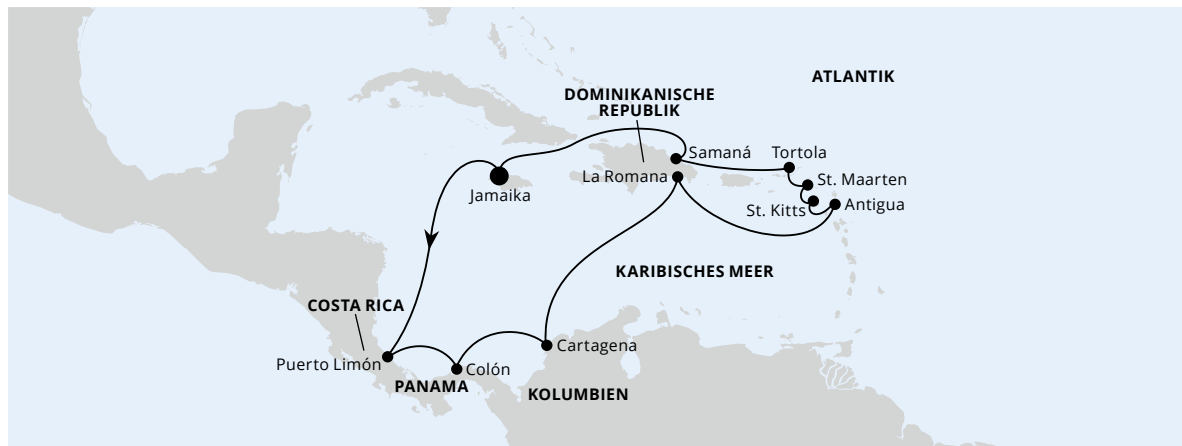 ATLANTIK
DOMINIKANISCHE
REPUBLIK
Samaná
Tortola
La Romana
St. Maarten
Jamaika
St. Kitts
Antigua
KARIBISCHES MEER
COSTA RICA
Cartagena
Puerto Limón
Colón
PANAMA
KOLUMBIEN